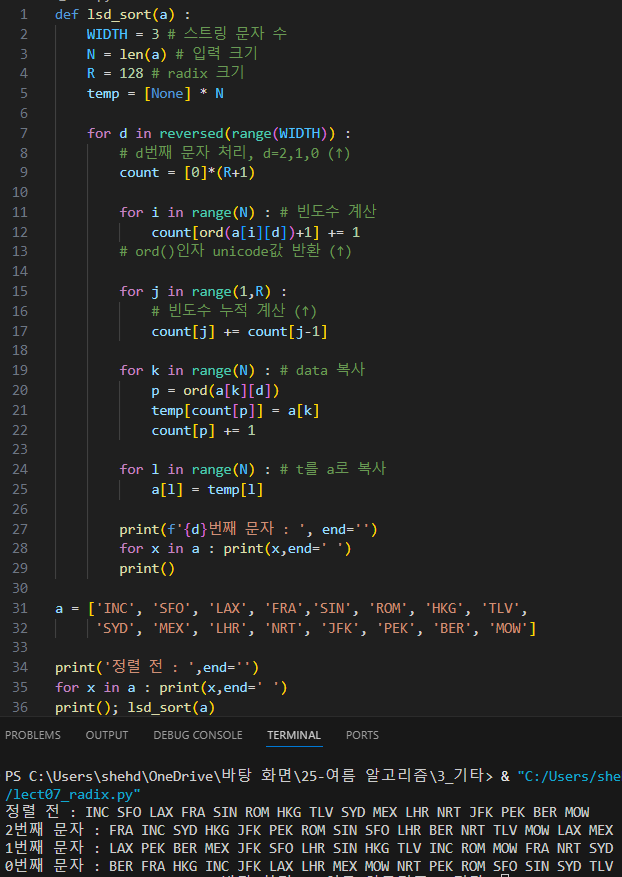 1 def lsd_sort(a) :
2     WIDTH = 3 # 스트링 문자 수
3     N = len(a) # 입력 크기
4     R = 128 # radix 크기
5     temp = [None] * N
6
7     for d in reversed(range(WIDTH)) :
8         # d번째 문자 처리, d=2,1,0 (↑)
9         count = [0]*(R+1)
10
11         for i in range(N) : # 빈도수 계산
12             count[ord(a[i][d])+1] += 1
13         # ord()인자 unicode값 반환 (↑)
14
15         for j in range(1,R) :
16             # 빈도수 누적 계산 (↑)
17             count[j] += count[j-1]
18
19         for k in range(N) : # data 복사
20             p = ord(a[k][d])
21             temp[count[p]] = a[k]
22             count[p] += 1
23
24         for l in range(N) : # t를 a로 복사
25             a[l] = temp[l]
26
27         print(f'{d}번째 문자 : ', end='')
28         for x in a : print(x,end=' ')
29         print()
30
31 a = ['INC', 'SFO', 'LAX', 'FRA','SIN', 'ROM', 'HKG', 'TLV',
32      'SYD', 'MEX', 'LHR', 'NRT', 'JFK', 'PEK', 'BER', 'MOW']
33
34 print('정렬 전 : ',end='')
35 for x in a : print(x,end=' ')
36 print(); lsd_sort(a)
PROBLEMS OUTPUT DEBUG CONSOLE TERMINAL PORTS
PS C:\Users\shehd\OneDrive\바탕 화면\25-여름 알고리즘\3_기타> & "C:/Users/she
/lect07_radix.py"
정렬 전 : INC SFO LAX FRA SIN ROM HKG TLV SYD MEX LHR NRT JFK PEK BER MOW
2번째 문자 : FRA INC SYD HKG JFK PEK ROM SIN SFO LHR BER NRT TLV MOW LAX MEX
1번째 문자 : LAX PEK BER MEX JFK SFO LHR SIN HKG TLV INC ROM MOW FRA NRT SYD
0번째 문자 : BER FRA HKG INC JFK LAX LHR MEX MOW NRT PEK ROM SFO SIN SYD TLV